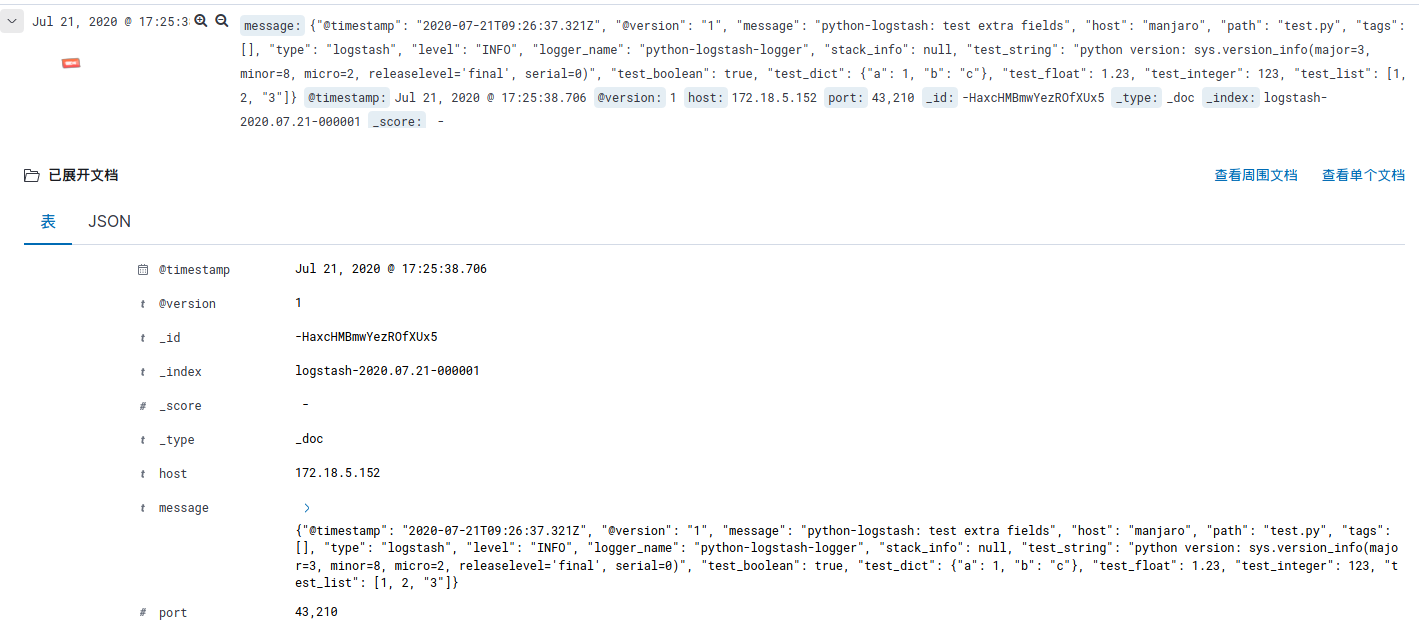 Jul 21, 2020 @ 17:25:3
message: {"@timestamp": "2020-07-21T09:26:37.321Z", "@version": "1", "message": "python-logstash: test extra fields", "host": "manjaro", "path": "test.py", "tags":
[], "type": "logstash", "level": "INFO", "logger_name": "python-logstash-logger", "stack_info": null, "test_string": "python version: sys.version_info(major=3,
minor=8, micro=2, releaselevel='final', serial=0)", "test_boolean": true, "test_dict": {"a": 1, "b": "c"}, "test_float": 1.23, "test_integer": 123, "test_list": [1,
2, "3"]} @timestamp: Jul 21, 2020 @ 17:25:38.706 @version: 1 host: 172.18.5.152 port: 43,210 _id: -HaxcHMBmwYezROfXUx5 _type: _doc _index: logstash-
2020.07.21-000001 _score: -
已展开文档
查看周围文档 查看单个文档
表 JSON
@timestamp Jul 21, 2020 @ 17:25:38.706
t @version 1
t _id -HaxcHMBmwYezROfXUx5
t _index logstash-2020.07.21-000001
# _score -
t _type _doc
t host 172.18.5.152
t message
{"@timestamp": "2020-07-21T09:26:37.321Z", "@version": "1", "message": "python-logstash: test extra fields", "host": "manjaro", "path": "test.py", "tags":
[], "type": "logstash", "level": "INFO", "logger_name": "python-logstash-logger", "stack_info": null, "test_string": "python version: sys.version_info(majo
r=3, minor=8, micro=2, releaselevel='final', serial=0)", "test_boolean": true, "test_dict": {"a": 1, "b": "c"}, "test_float": 1.23, "test_integer": 123, "t
est_list": [1, 2, "3"]}
# port 43,210